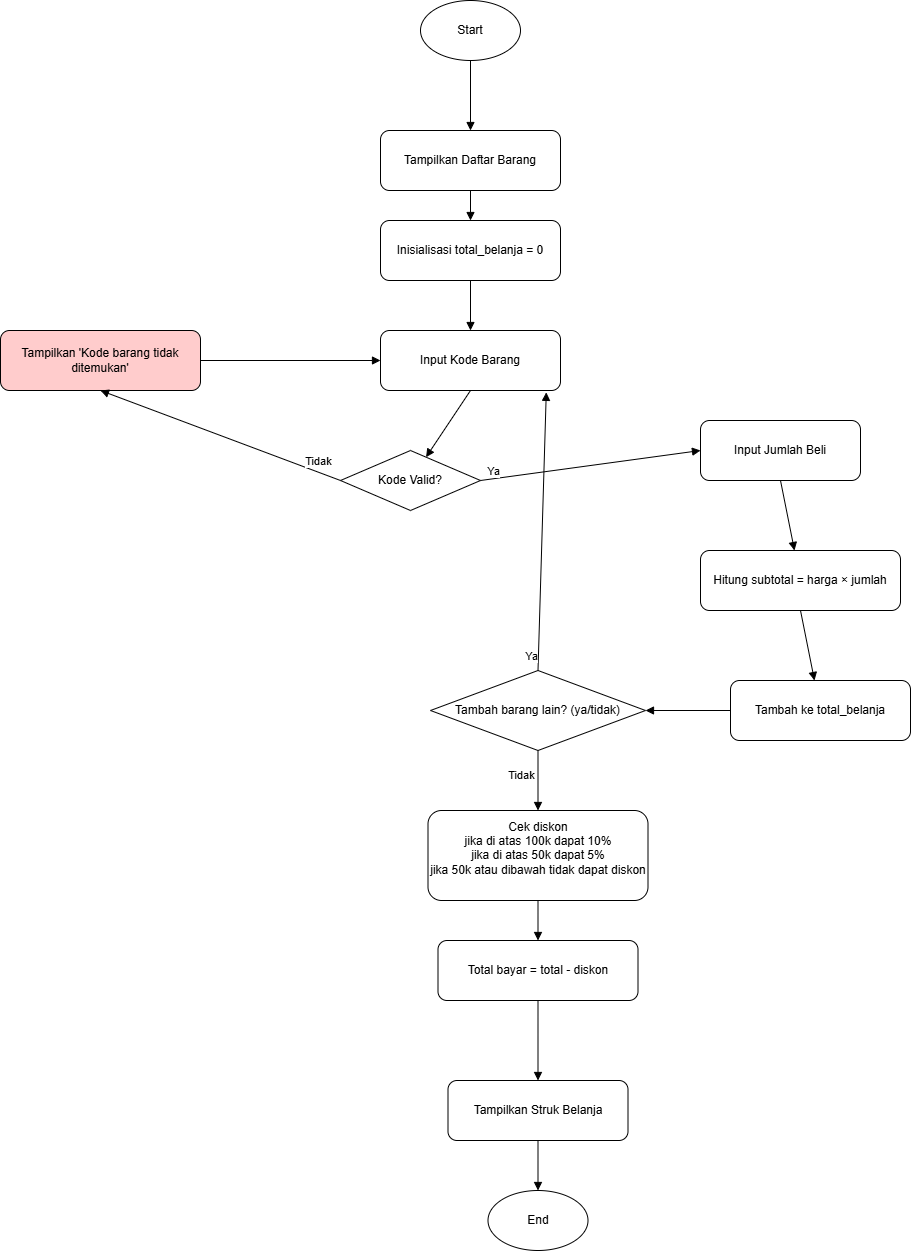 Start
Tampilkan Daftar Barang
Inisialisasi total_belanja = 0
Tampilkan 'Kode barang tidak
ditemukan'
Input Kode Barang
Tidak
Kode Valid?
Ya
Input Jumlah Beli
Hitung subtotal = harga × jumlah
Ya
Tambah barang lain? (ya/tidak)
Tambah ke total_belanja
Tidak
Cek diskon
jika di atas 100k dapat 10%
jika di atas 50k dapat 5%
jika 50k atau dibawah tidak dapat diskon
Total bayar = total - diskon
Tampilkan Struk Belanja
End